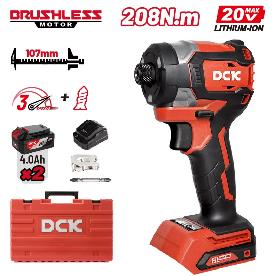 BRUSHLESS
MOTOR
208N.m
20V MAX
LITHIUM-ION
107mm
3
4.0Ah
×2
DCK
DCK